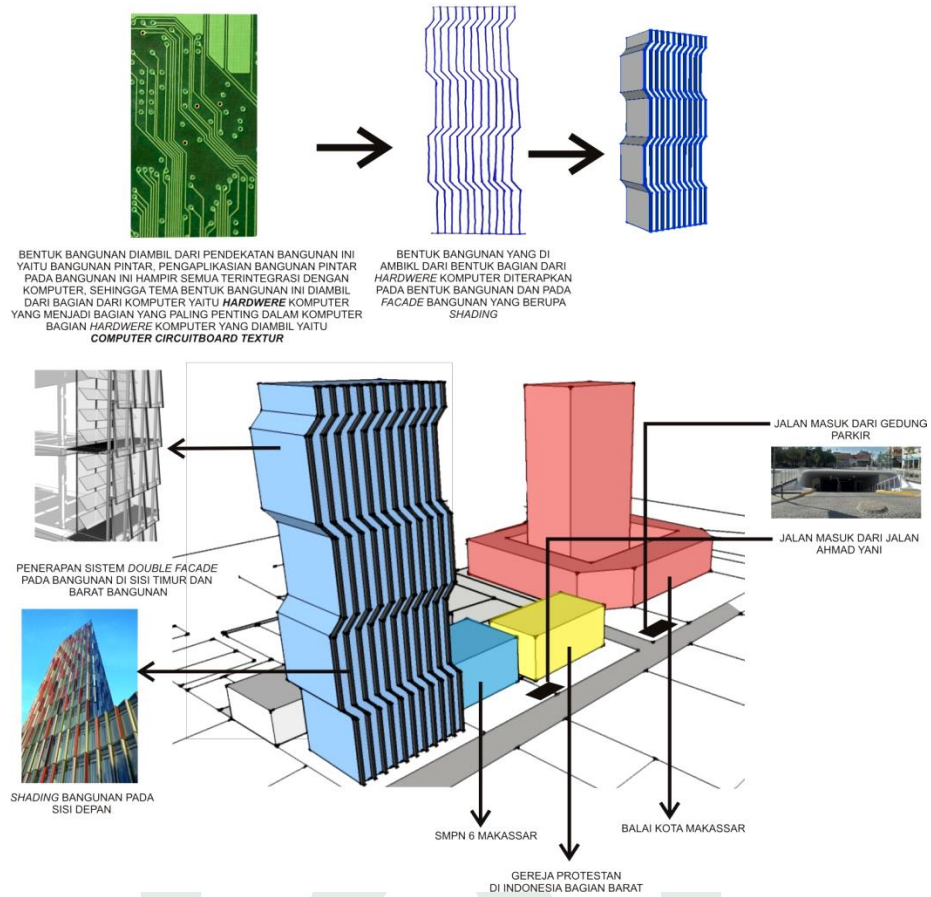 BENTUK BANGUNAN DIAMBIL DARI PENDEKATAN BANGUNAN INI
YAITU BANGUNAN PINTAR, PENGAPLIKASIAN BANGUNAN PINTAR
PADA BANGUNAN INI HAMPIR SEMUA TERINTEGRASI DENGAN
KOMPUTER, SEHINGGA TEMA BENTUK BANGUNAN INI DIAMBIL
DARI BAGIAN DARI KOMPUTER YAITU HARDWERE KOMPUTER
YANG MENJADI BAGIAN YANG PALING PENTING DALAM KOMPUTER
BAGIAN HARDWERE KOMPUTER YANG DIAMBIL YAITU
COMPUTER CIRCUITBOARD TEXTUR
BENTUK BANGUNAN YANG DI
AMBIKL DARI BENTUK BAGIAN DARI
HARDWERE KOMPUTER DITERAPKAN
PADA BENTUK BANGUNAN DAN PADA
FACADE BANGUNAN YANG BERUPA
SHADING
PENERAPAN SISTEM DOUBLE FACADE
PADA BANGUNAN DI SISI TIMUR DAN
BARAT BANGUNAN
SHADING BANGUNAN PADA
SISI DEPAN
JALAN MASUK DARI GEDUNG
PARKIR
JALAN MASUK DARI JALAN
AHMAD YANI
SMPN 6 MAKASSAR
BALAI KOTA MAKASSAR
GEREJA PROTESTAN
DI INDONESIA BAGIAN BARAT